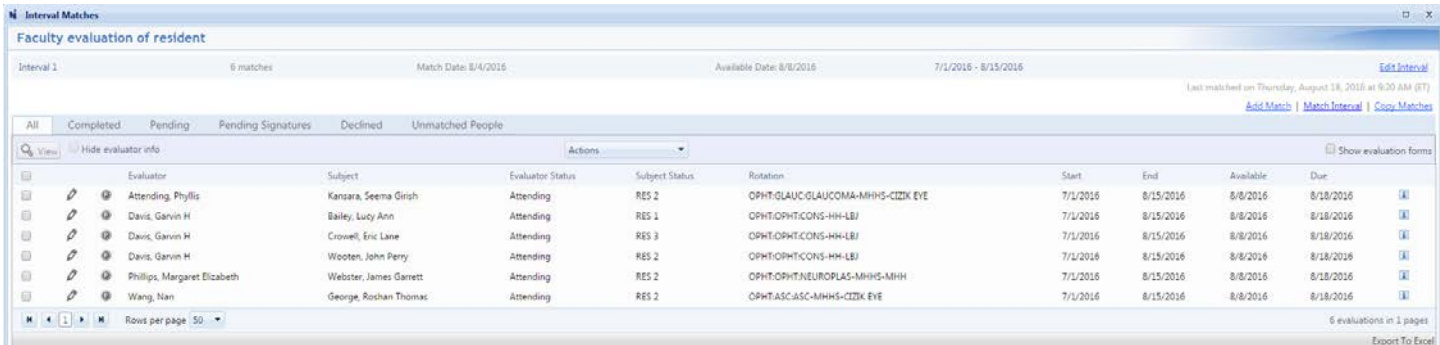 Interval Matches
Faculty evaluation of resident
Interval 1 6 matches Match Date: 8/4/2016 Available Date: 8/8/2016 7/1/2016 - 8/15/2016 Edit Interval
Last matched on Thursday, August 18, 2016 at 9:20 AM (ET)
Add Match | Match Interval | Copy Matches
All Completed Pending Pending Signatures Declined Unmatched People
View Hide evaluator info Actions Show evaluation forms
Evaluator Subject Evaluator Status Subject Status Rotation Start End Available Due
Attending, Phyllis Kansara, Seema Girish Attending RES 2 OPHT:GLAUC:GLAUCOMA-MHHS-CIZIK EYE 7/1/2016 8/15/2016 8/8/2016 8/18/2016
Davis, Garvin H Bailey, Lucy Ann Attending RES 1 OPHT:OPHT:CONS-HH-LBJ 7/1/2016 8/15/2016 8/8/2016 8/18/2016
Davis, Garvin H Crowell, Eric Lane Attending RES 3 OPHT:OPHT:CONS-HH-LBJ 7/1/2016 8/15/2016 8/8/2016 8/18/2016
Davis, Garvin H Wooten, John Perry Attending RES 2 OPHT:OPHT:CONS-HH-LBJ 7/1/2016 8/15/2016 8/8/2016 8/18/2016
Phillips, Margaret Elizabeth Webster, James Garrett Attending RES 2 OPHT:OPHT:NEUROPLAS-MHHS-MHH 7/1/2016 8/15/2016 8/8/2016 8/18/2016
Wang, Nan George, Roshan Thomas Attending RES 2 OPHT:ASC:ASC-MHHS-CIZIK EYE 7/1/2016 8/15/2016 8/8/2016 8/18/2016
1 Rows per page 50 6 evaluations in 1 pages
Export To Excel